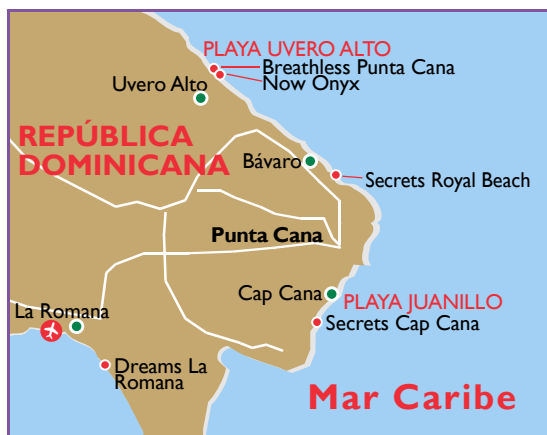 PLAYA UVERO ALTO
Breathless Punta Cana
Now Onyx
Uvero Alto
REPÚBLICA
DOMINICANA
Bávaro
Secrets Royal Beach
Punta Cana
Cap Cana
PLAYA JUANILLO
La Romana
Secrets Cap Cana
Dreams La
Romana
Mar Caribe